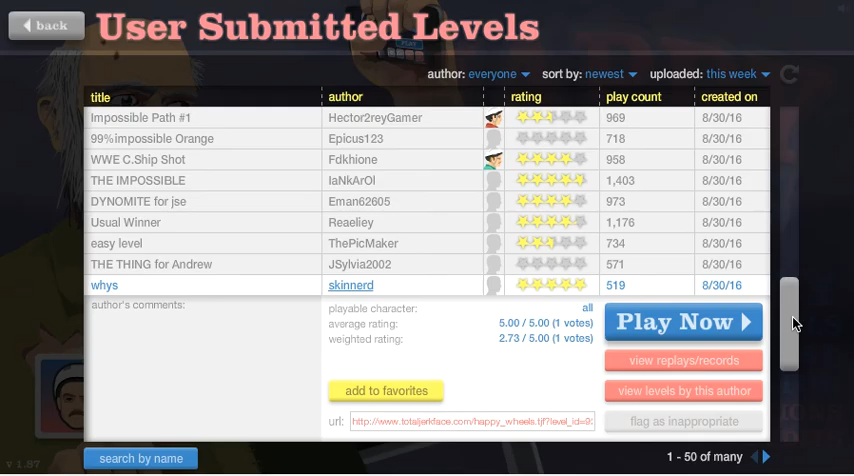 back
User Submitted Levels
author: everyone sort by: newest uploaded: this week
title author rating play count created on
Impossible Path #1 Hector2reyGamer 969 8/30/16
99%impossible Orange Epicus123 718 8/30/16
WWE C.Ship Shot Fdkhione 958 8/30/16
THE IMPOSSIBLE IaNkArOl 1,403 8/30/16
DYNOMITE for jse Eman62605 973 8/30/16
Usual Winner Reaeliey 1,176 8/30/16
easy level ThePicMaker 734 8/30/16
THE THING for Andrew JSylvia2002 571 8/30/16
whys skinnerd 519 8/30/16
author's comments:
playable character: all
average rating: 5.00 / 5.00 (1 votes)
weighted rating: 2.73 / 5.00 (1 votes)
Play Now
view replays/records
add to favorites
view levels by this author
url: http://www.totaljerkface.com/happy_wheels.tjf?level_id=9
flag as inappropriate
search by name
1 - 50 of many
v 1.87